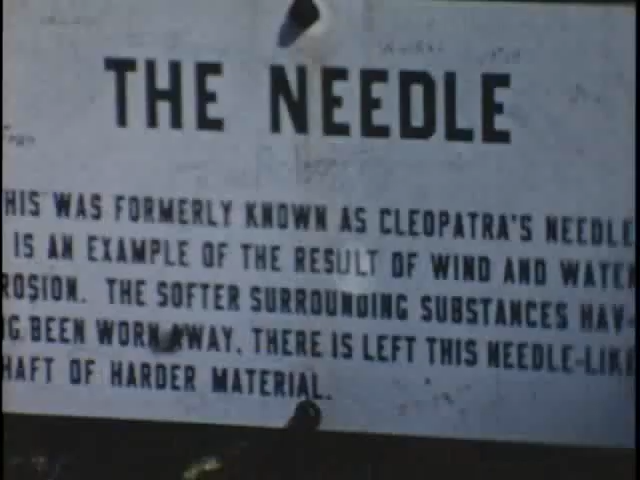 THE NEEDLE
HIS WAS FORMERLY KNOWN AS CLEOPATRA'S NEEDLE
IS AN EXAMPLE OF THE RESULT OF WIND AND WATER
ROSION. THE SOFTER SURROUNDING SUBSTANCES HAV-
G BEEN WORN AWAY, THERE IS LEFT THIS NEEDLE-LIKE
HAFT OF HARDER MATERIAL.